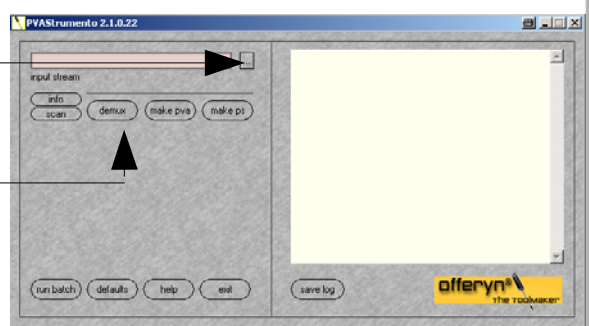 PVAStrumento 2.1.0.22
...
input stream
info
scan
demux
make pva
make ps
run batch
defaults
help
exit
save log
offeryn®
The Toolmaker